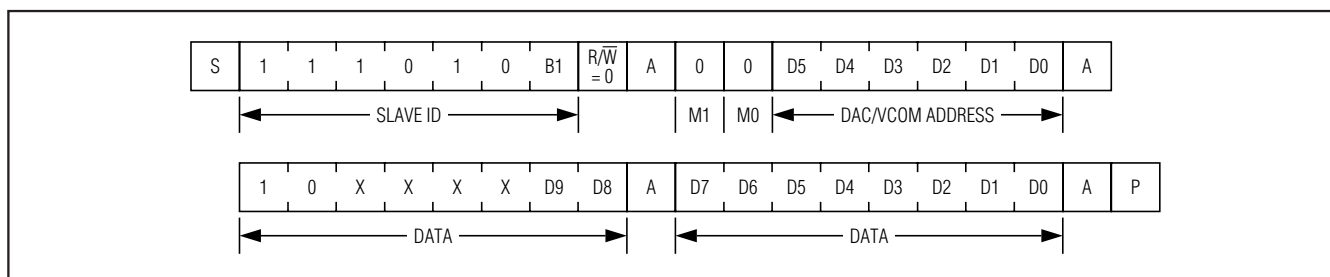 S 1 1 1 0 1 0 B1 R/W̅ = 0 A 0 0 D5 D4 D3 D2 D1 D0 A
SLAVE ID M1 M0 DAC/VCOM ADDRESS
1 0 X X X X D9 D8 A D7 D6 D5 D4 D3 D2 D1 D0 A P
DATA DATA